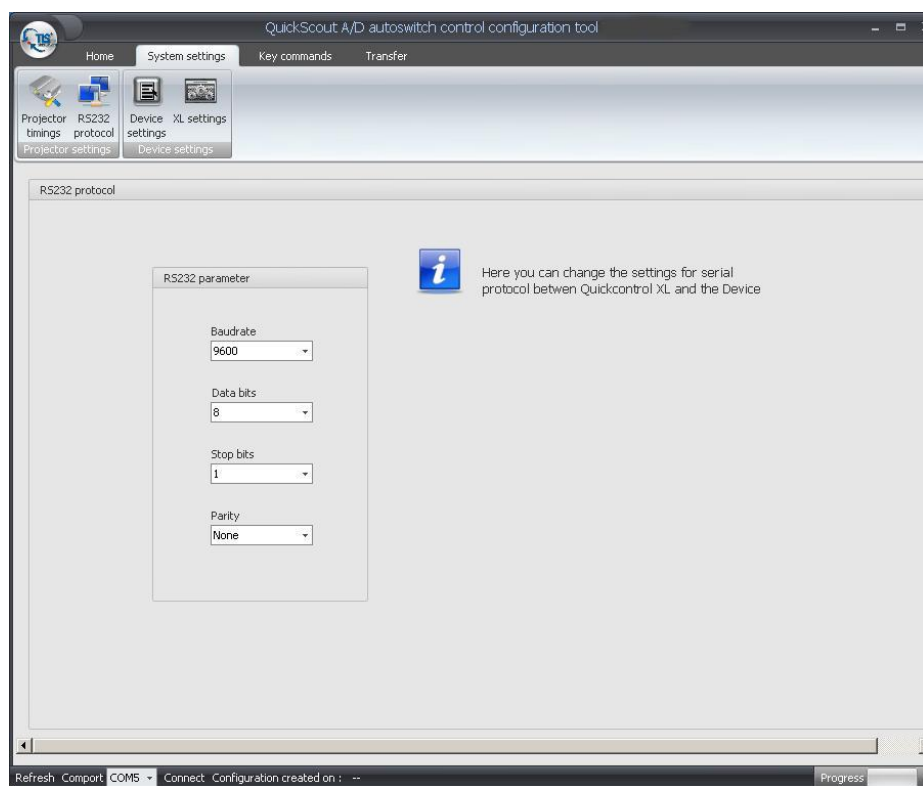 QuickScout A/D autoswitch control configuration tool
TLS
Home System settings Key commands Transfer
Projector timings
RS232 protocol
Device settings
XL settings
Projector settings Device settings
RS232 protocol
RS232 parameter
Here you can change the settings for serial
protocol betwen Quickcontrol XL and the Device
Baudrate
9600
Data bits
8
Stop bits
1
Parity
None
Refresh Comport COM5 Connect Configuration created on : -- Progress